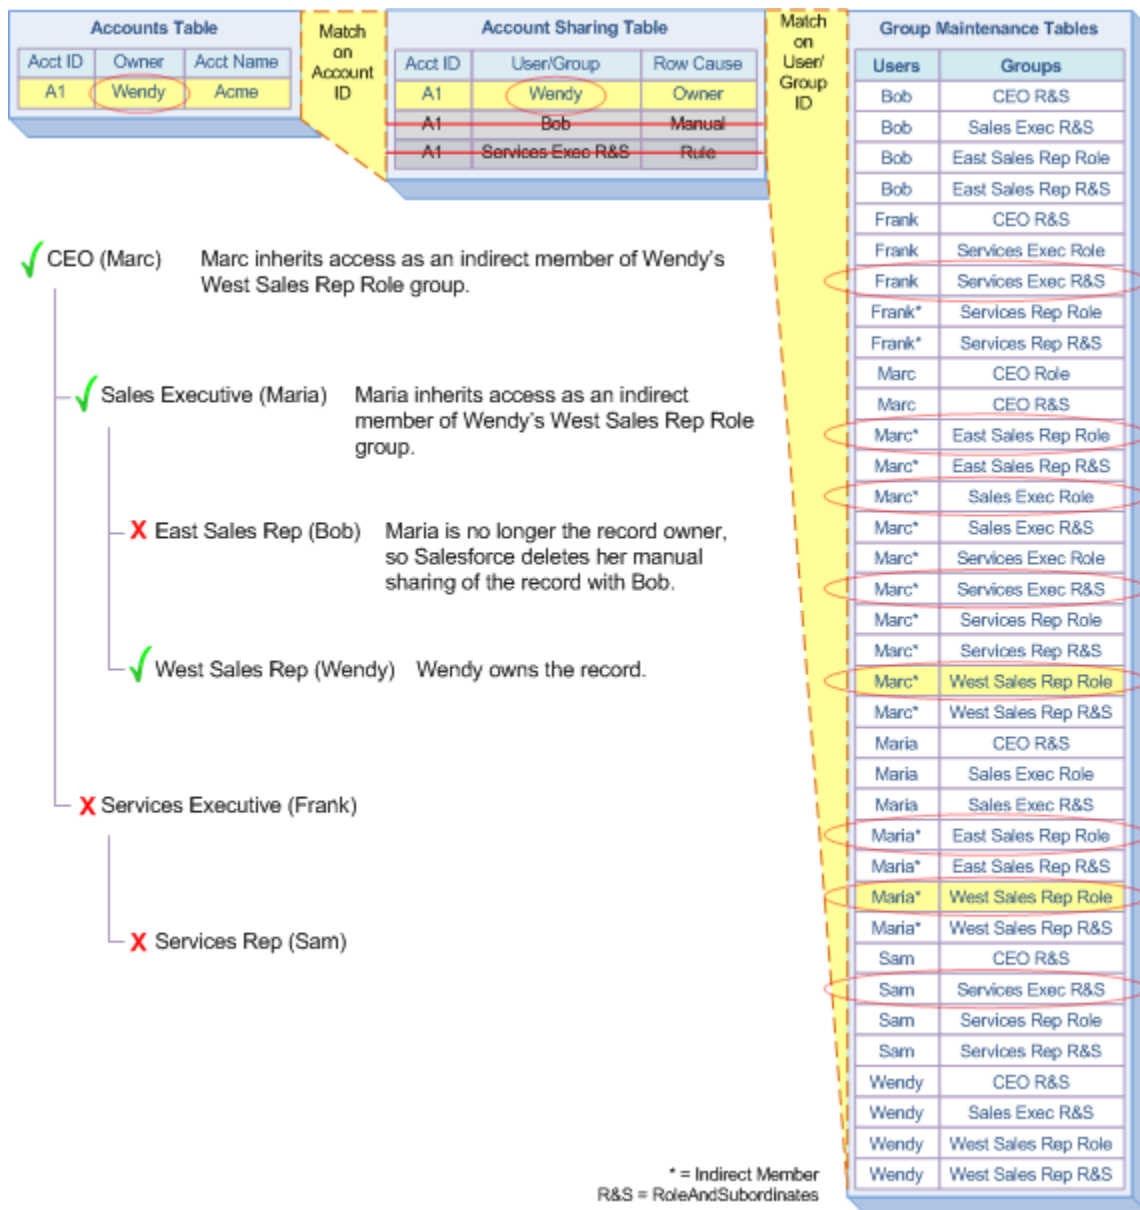 Accounts Table
Acct ID Owner Acct Name
A1 Wendy Acme
Match
on
Account
ID
Account Sharing Table
Acct ID User/Group Row Cause
A1 Wendy Owner
A1 Bob Manual
A1 Services Exec R&S Rule
Match
on
User/
Group
ID
Group Maintenance Tables
Users Groups
Bob CEO R&S
Bob Sales Exec R&S
Bob East Sales Rep Role
Bob East Sales Rep R&S
Frank CEO R&S
Frank Services Exec Role
Frank Services Exec R&S
Frank* Services Rep Role
Frank* Services Rep R&S
Marc CEO Role
Marc CEO R&S
Marc* East Sales Rep Role
Marc* East Sales Rep R&S
Marc* Sales Exec Role
Marc* Sales Exec R&S
Marc* Services Exec Role
Marc* Services Exec R&S
Marc* Services Rep Role
Marc* Services Rep R&S
Marc* West Sales Rep Role
Marc* West Sales Rep R&S
Maria CEO R&S
Maria Sales Exec Role
Maria Sales Exec R&S
Maria* East Sales Rep Role
Maria* East Sales Rep R&S
Maria* West Sales Rep Role
Maria* West Sales Rep R&S
Sam CEO R&S
Sam Services Exec R&S
Sam Services Rep Role
Sam Services Rep R&S
Wendy CEO R&S
Wendy Sales Exec R&S
Wendy West Sales Rep Role
Wendy West Sales Rep R&S
CEO (Marc) Marc inherits access as an indirect member of Wendy's
West Sales Rep Role group.
Sales Executive (Maria) Maria inherits access as an indirect
member of Wendy's West Sales Rep Role
group.
X East Sales Rep (Bob) Maria is no longer the record owner,
so Salesforce deletes her manual
sharing of the record with Bob.
West Sales Rep (Wendy) Wendy owns the record.
X Services Executive (Frank)
X Services Rep (Sam)
* = Indirect Member
R&S = RoleAndSubordinates